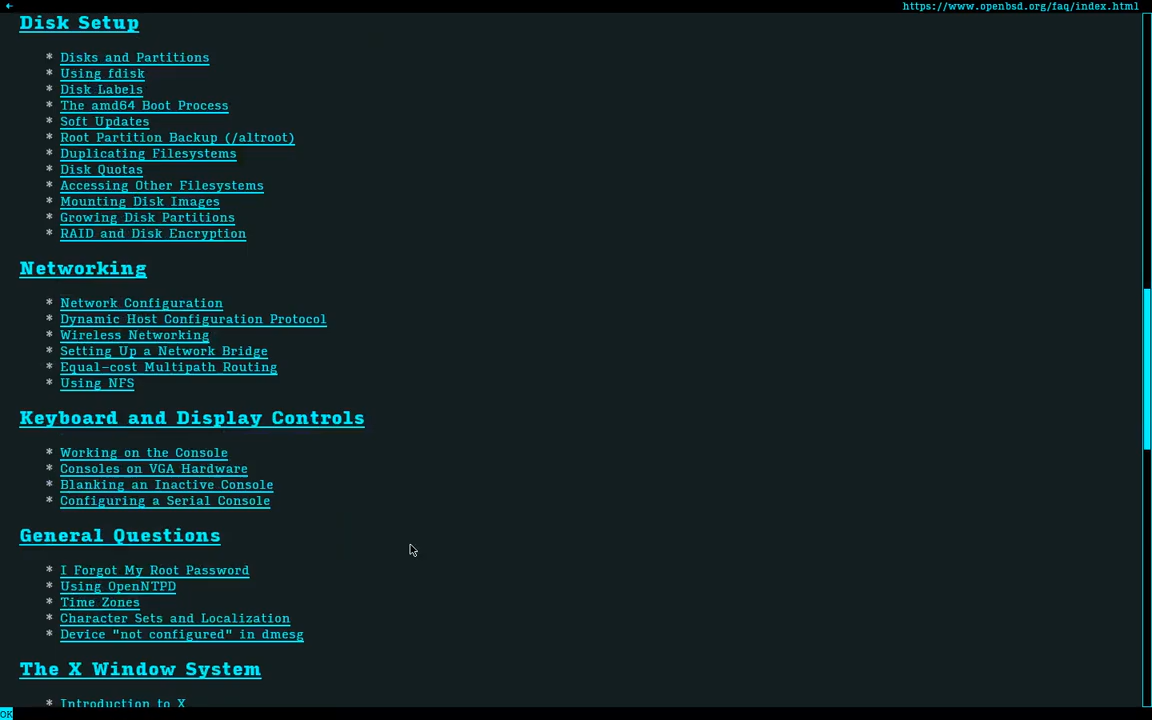 ←
https://www.openbsd.org/faq/index.html
Disk Setup
* Disks and Partitions
* Using fdisk
* Disk Labels
* The amd64 Boot Process
* Soft Updates
* Root Partition Backup (/altroot)
* Duplicating Filesystems
* Disk Quotas
* Accessing Other Filesystems
* Mounting Disk Images
* Growing Disk Partitions
* RAID and Disk Encryption
Networking
* Network Configuration
* Dynamic Host Configuration Protocol
* Wireless Networking
* Setting Up a Network Bridge
* Equal-cost Multipath Routing
* Using NFS
Keyboard and Display Controls
* Working on the Console
* Consoles on VGA Hardware
* Blanking an Inactive Console
* Configuring a Serial Console
General Questions
* I Forgot My Root Password
* Using OpenNTPD
* Time Zones
* Character Sets and Localization
* Device "not configured" in dmesg
The X Window System
* Introduction to X
OK